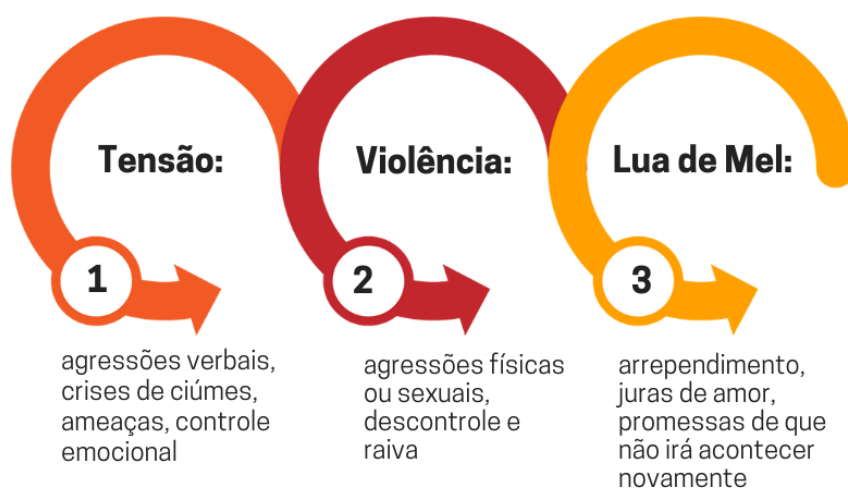 Tensão:
1
agressões verbais,
crises de ciúmes,
ameaças, controle
emocional
Violência:
2
agressões físicas
ou sexuais,
descontrole e
raiva
Lua de Mel:
3
arrependimento,
juras de amor,
promessas de que
não irá acontecer
novamente